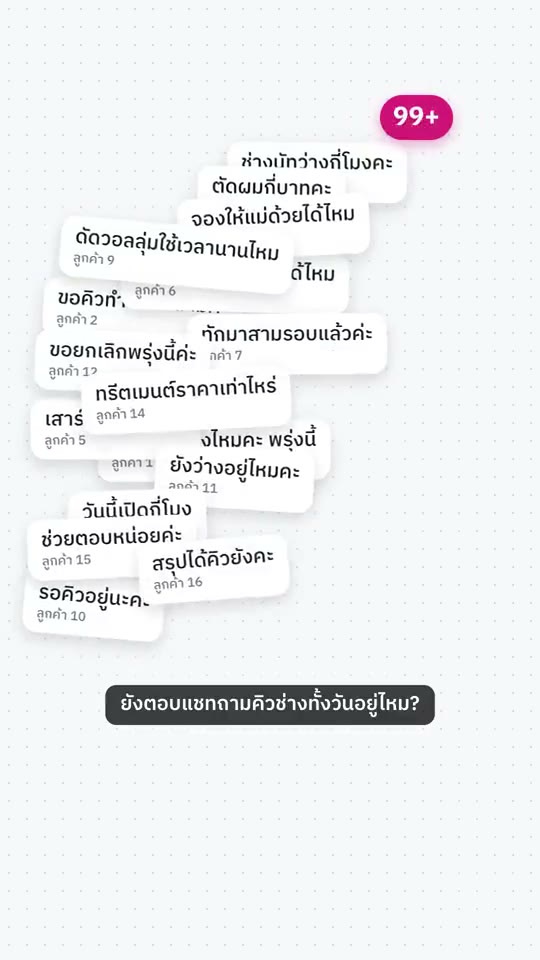 99+
ช่างนัทว่างกี่โมงคะ
ตัดผมกี่บาทคะ
จองให้แม่ด้วยได้ไหม
ดัดวอลลุ่มใช้เวลานานไหม
ลูกค้า 9
ได้ไหม
ลูกค้า 6
ขอคิวทำ
ลูกค้า 2
ทักมาสามรอบแล้วค่ะ
ลูกค้า 7
ขอยกเลิกพรุ่งนี้ค่ะ
ลูกค้า 12
ทรีตเมนต์ราคาเท่าไหร่
ลูกค้า 14
ลูกค้า 5
ไหมคะ พรุ่งนี้
ลูกค้า 1
ยังว่างอยู่ไหมคะ
ลูกค้า 11
วันนี้เปิดกี่โมง
ช่วยตอบหน่อยค่ะ
ลูกค้า 15
สรุปได้คิวยังคะ
ลูกค้า 16
รอคิวอยู่นะคะ
ลูกค้า 10
ยังตอบแชทถามคิวช่างทั้งวันอยู่ไหม?